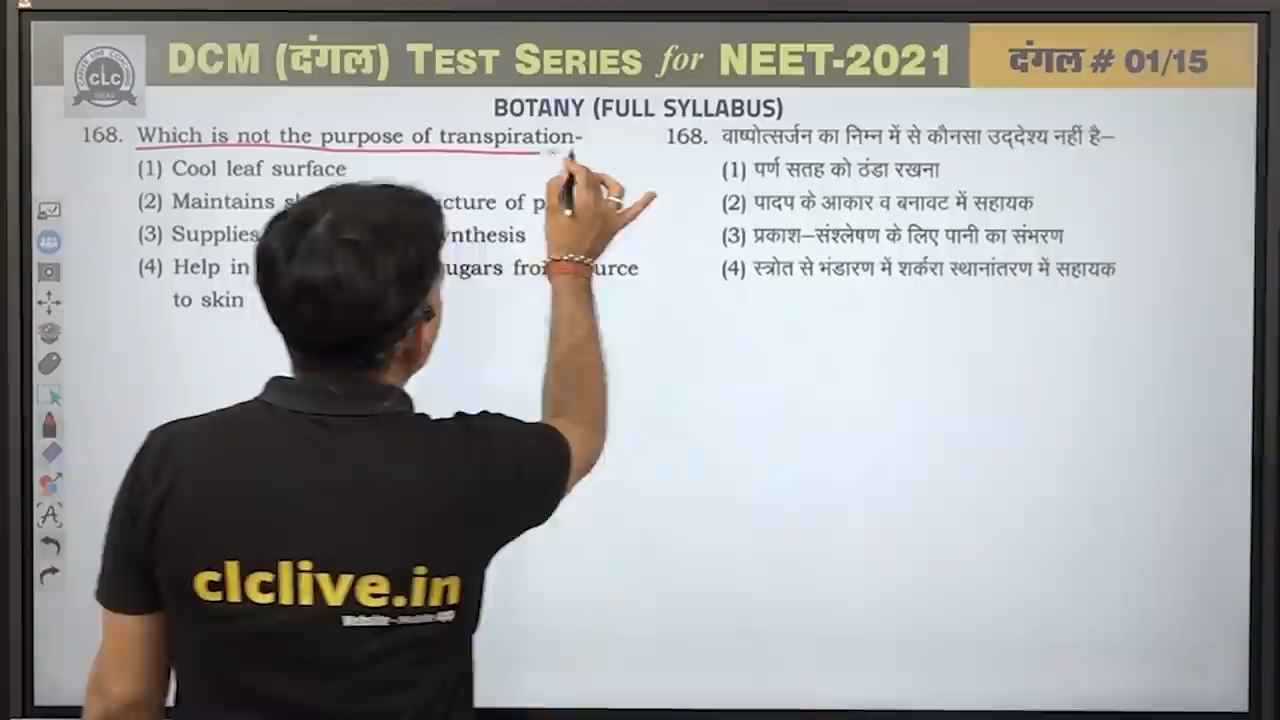 DCM (दंगल) TEST SERIES for NEET-2021
दंगल # 01/15
CLC
BOTANY (FULL SYLLABUS)
168. Which is not the purpose of transpiration-
(1) Cool leaf surface
(2) Maintains
(3) Supplies
(4) Help in ugars urce
to skin
168. वाष्पोत्सर्जन का निम्न में से कौनसा उद्देश्य नहीं है–
(1) पर्ण सतह को ठंडा रखना
(2) पादप के आकार व बनावट में सहायक
(3) प्रकाश–संश्लेषण के लिए पानी का संभरण
(4) स्त्रोत से भंडारण में शर्करा स्थानांतरण में सहायक
clclive.in